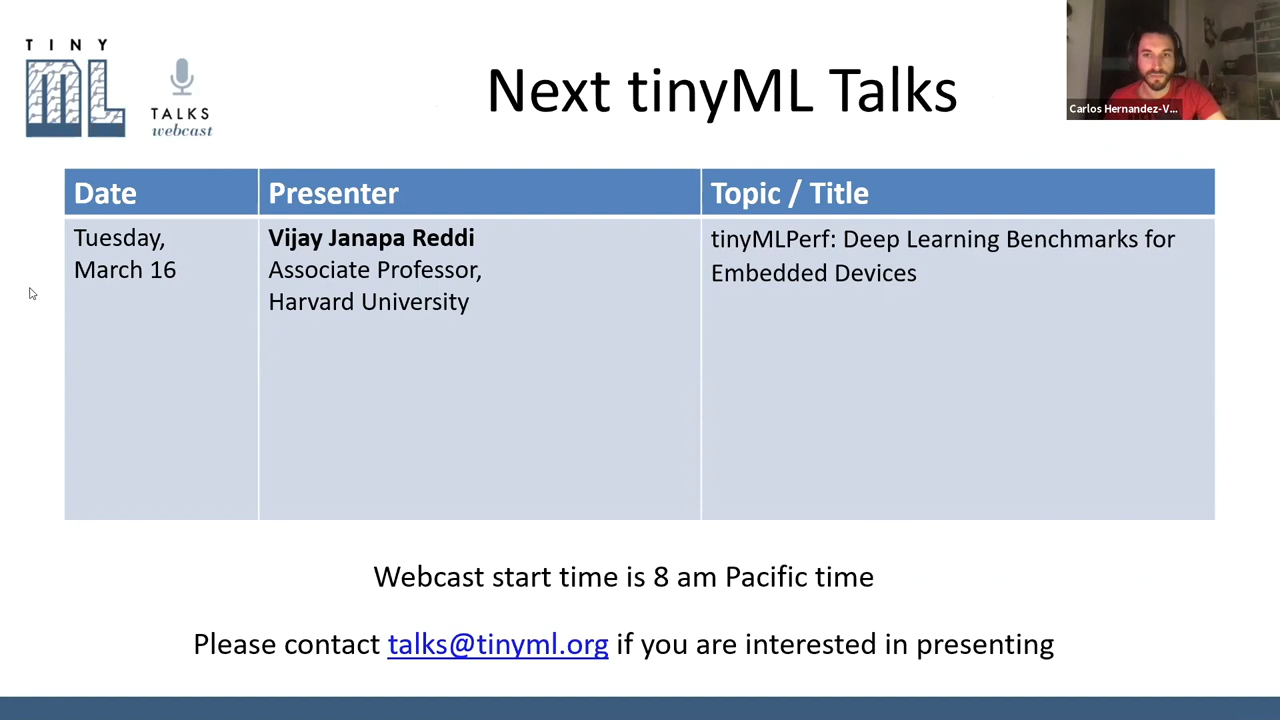 TINY
ML
TALKS
webcast
Next tinyML Talks
Carlos Hernandez-V...
Date
Presenter
Topic / Title
Tuesday,
March 16
Vijay Janapa Reddi
Associate Professor,
Harvard University
tinyMLPerf: Deep Learning Benchmarks for
Embedded Devices
Webcast start time is 8 am Pacific time
Please contact talks@tinyml.org if you are interested in presenting